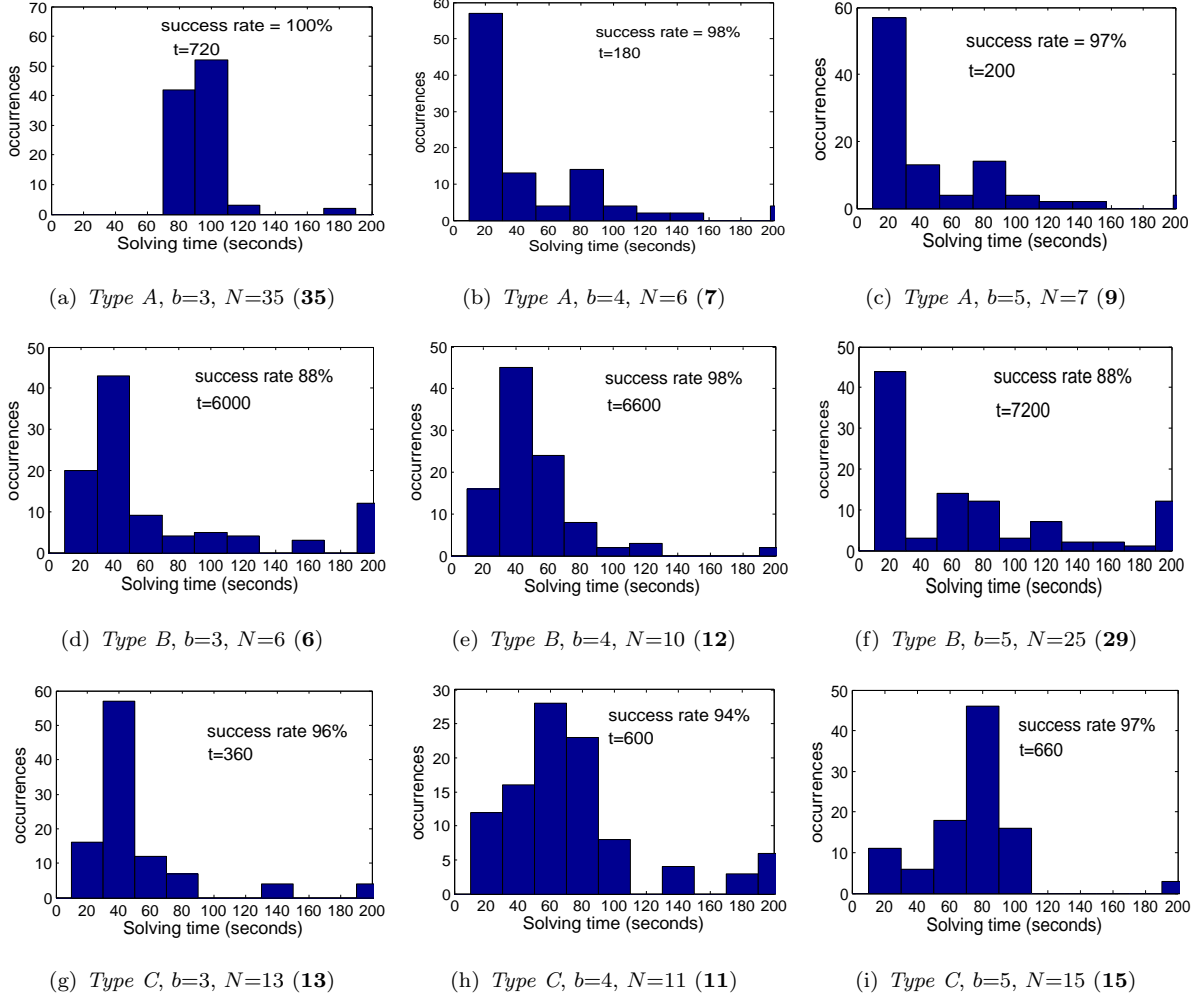 success rate = 100%
t=720
70
60
50
40
30
20
10
0
occurrences
0 20 40 60 80 100 120 140 160 180 200
Solving time (seconds)
(a) Type A, b=3, N=35 (35)
success rate = 98%
t=180
60
50
40
30
20
10
0
occurrences
20 40 60 80 100 120 140 160 180 200
Solving time (seconds)
(b) Type A, b=4, N=6 (7)
success rate = 97%
t=200
60
40
20
0
occurrences
0 20 40 60 80 100 120 140 160 180 200
Solving time (seconds)
(c) Type A, b=5, N=7 (9)
success rate 88%
t=6000
50
40
30
20
10
0
occurrences
0 20 40 60 80 100 120 140 160 180 200
Solving time (seconds)
(d) Type B, b=3, N=6 (6)
success rate 98%
t=6600
50
40
30
20
10
0
occurrences
0 20 40 60 80 100 120 140 160 180 200
Solving time (seconds)
(e) Type B, b=4, N=10 (12)
success rate 88%
t=7200
50
40
30
20
10
0
occurrences
0 20 40 60 80 100 120 140 160 180 200
Solving time (seconds)
(f) Type B, b=5, N=25 (29)
success rate 96%
t=360
60
50
40
30
20
10
0
occurrences
0 20 40 60 80 100 120 140 160 180 200
Solving time (seconds)
(g) Type C, b=3, N=13 (13)
success rate 94%
t=600
30
25
20
15
10
5
0
occurrences
0 20 40 60 80 100 120 140 160 180 200
Solving time (seconds)
(h) Type C, b=4, N=11 (11)
success rate 97%
t=660
50
40
30
20
10
0
occurrences
0 20 40 60 80 100 120 140 160 180 200
Solving time (seconds)
(i) Type C, b=5, N=15 (15)